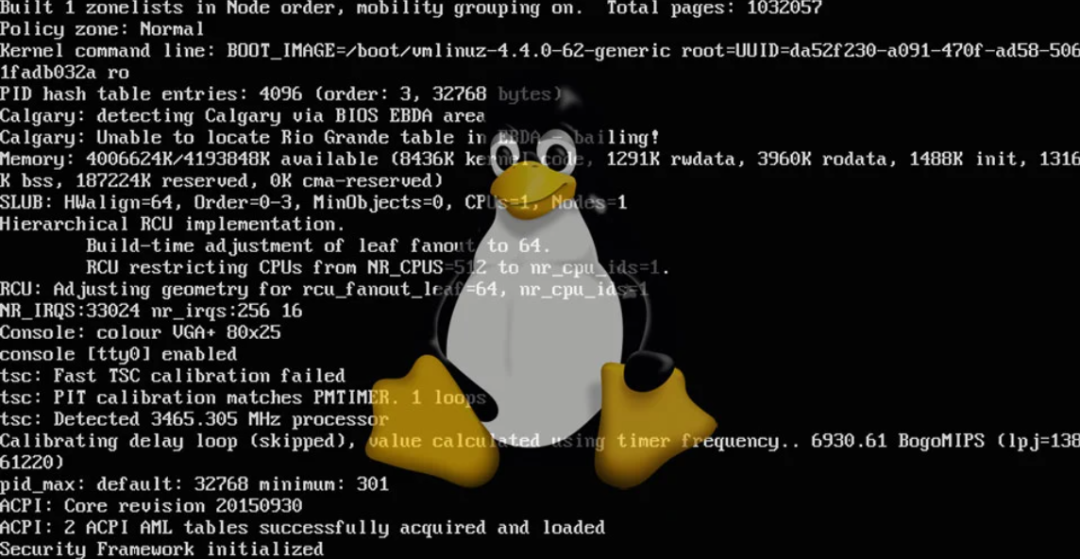 Built 1 zonelists in Node order, mobility grouping on.  Total pages: 1032057
Policy zone: Normal
Kernel command line: BOOT_IMAGE=/boot/vmlinuz-4.4.0-62-generic root=UUID=da52f230-a091-470f-ad58-506
1fadb032a ro
PID hash table entries: 4096 (order: 3, 32768 bytes)
Calgary: detecting Calgary via BIOS EBDA area
Calgary: Unable to locate Rio Grande table in EBDA - bailing!
Memory: 4006624K/4193848K available (8436K kernel code, 1291K rwdata, 3960K rodata, 1488K init, 1316
K bss, 187224K reserved, 0K cma-reserved)
SLUB: HWalign=64, Order=0-3, MinObjects=0, CPUs=1, Nodes=1
Hierarchical RCU implementation.
        Build-time adjustment of leaf fanout to 64.
        RCU restricting CPUs from NR_CPUS=512 to nr_cpu_ids=1.
RCU: Adjusting geometry for rcu_fanout_leaf=64, nr_cpu_ids=1
NR_IRQS:33024 nr_irqs:256 16
Console: colour VGA+ 80x25
console [tty0] enabled
tsc: Fast TSC calibration failed
tsc: PIT calibration matches PMTIMER. 1 loops
tsc: Detected 3465.305 MHz processor
Calibrating delay loop (skipped), value calculated using timer frequency.. 6930.61 BogoMIPS (lpj=138
61220)
pid_max: default: 32768 minimum: 301
ACPI: Core revision 20150930
ACPI: 2 ACPI AML tables successfully acquired and loaded
Security Framework initialized